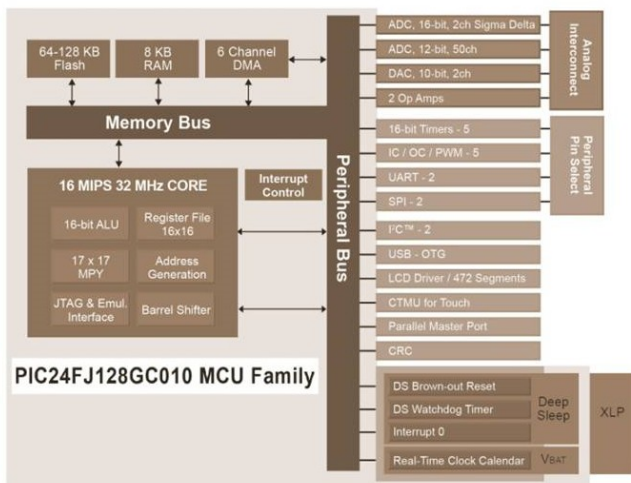 64-128 KB
Flash
8 KB
RAM
6 Channel
DMA
Memory Bus
16 MIPS 32 MHz CORE
16-bit ALU
Register File
16x16
17 x 17
MPY
Address
Generation
JTAG & Emul.
Interface
Barrel Shifter
Interrupt
Control
PIC24FJ128GC010 MCU Family
Peripheral Bus
ADC, 16-bit, 2ch Sigma Delta
ADC, 12-bit, 50ch
DAC, 10-bit, 2ch
2 Op Amps
Analog
Interconnect
16-bit Timers - 5
IC / OC / PWM - 5
UART - 2
SPI - 2
Peripheral
Pin Select
I²C™ - 2
USB - OTG
LCD Driver / 472 Segments
CTMU for Touch
Parallel Master Port
CRC
DS Brown-out Reset
DS Watchdog Timer
Interrupt 0
Deep
Sleep
Real-Time Clock Calendar
VBAT
XLP